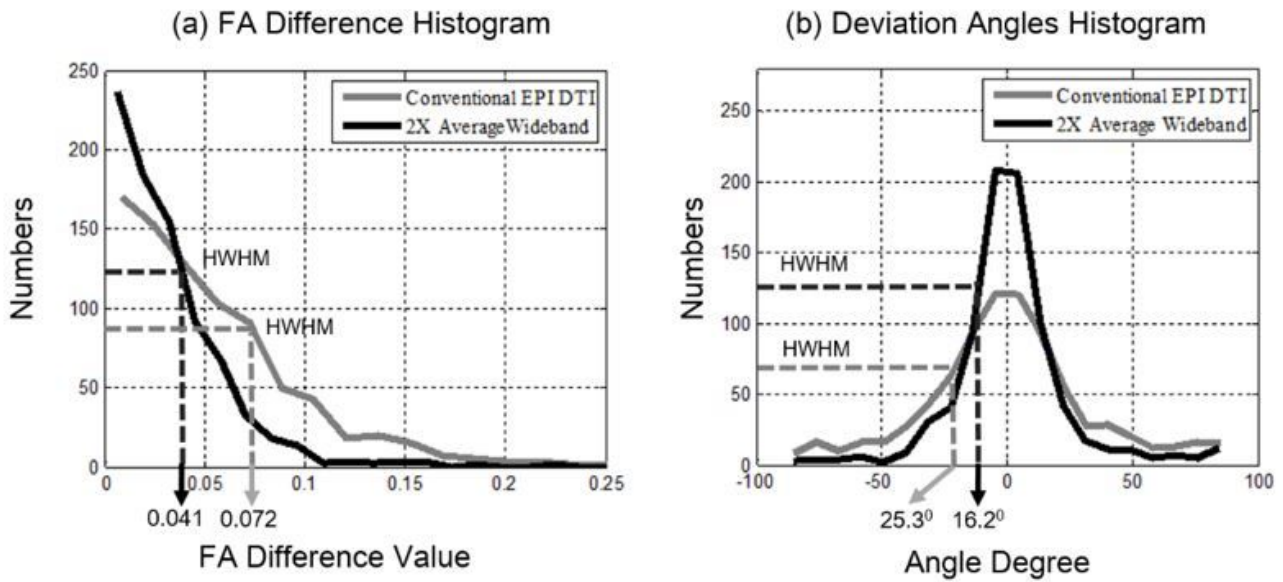 (a) FA Difference Histogram
250
200
150
100
50
0
Numbers
Conventional EPI DTI
2X Average Wideband
HWHM
HWHM
0
0.05
0.1
0.15
0.2
0.25
0.041
0.072
FA Difference Value
(b) Deviation Angles Histogram
250
200
150
100
50
0
Numbers
Conventional EPI DTI
2X Average Wideband
HWHM
HWHM
-100
-50
0
50
100
25.3⁰
16.2⁰
Angle Degree